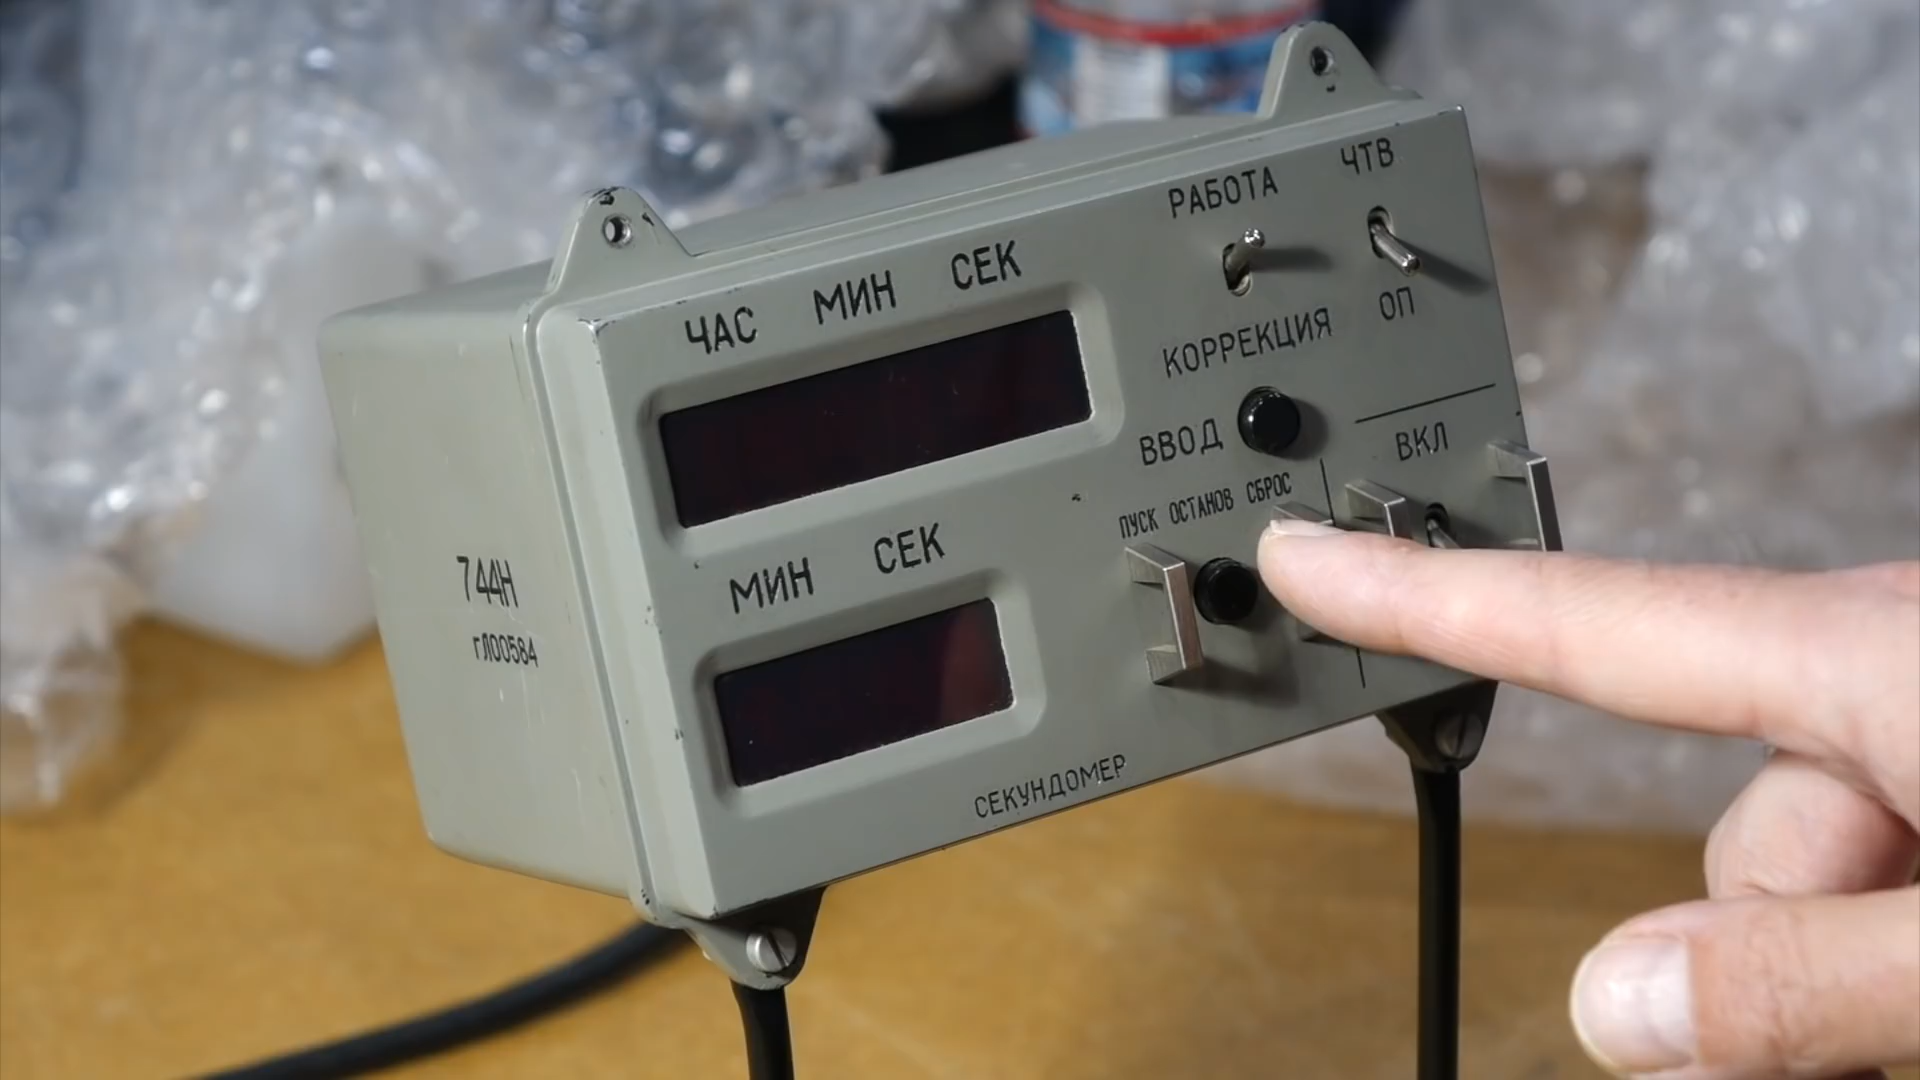 ЧТВ
РАБОТА
ЧАС МИН СЕК
ОП
КОРРЕКЦИЯ
ВВОД
ВКЛ
ПУСК ОСТАНОВ СБРОС
МИН СЕК
744Н
гЛ00584
СЕКУНДОМЕР